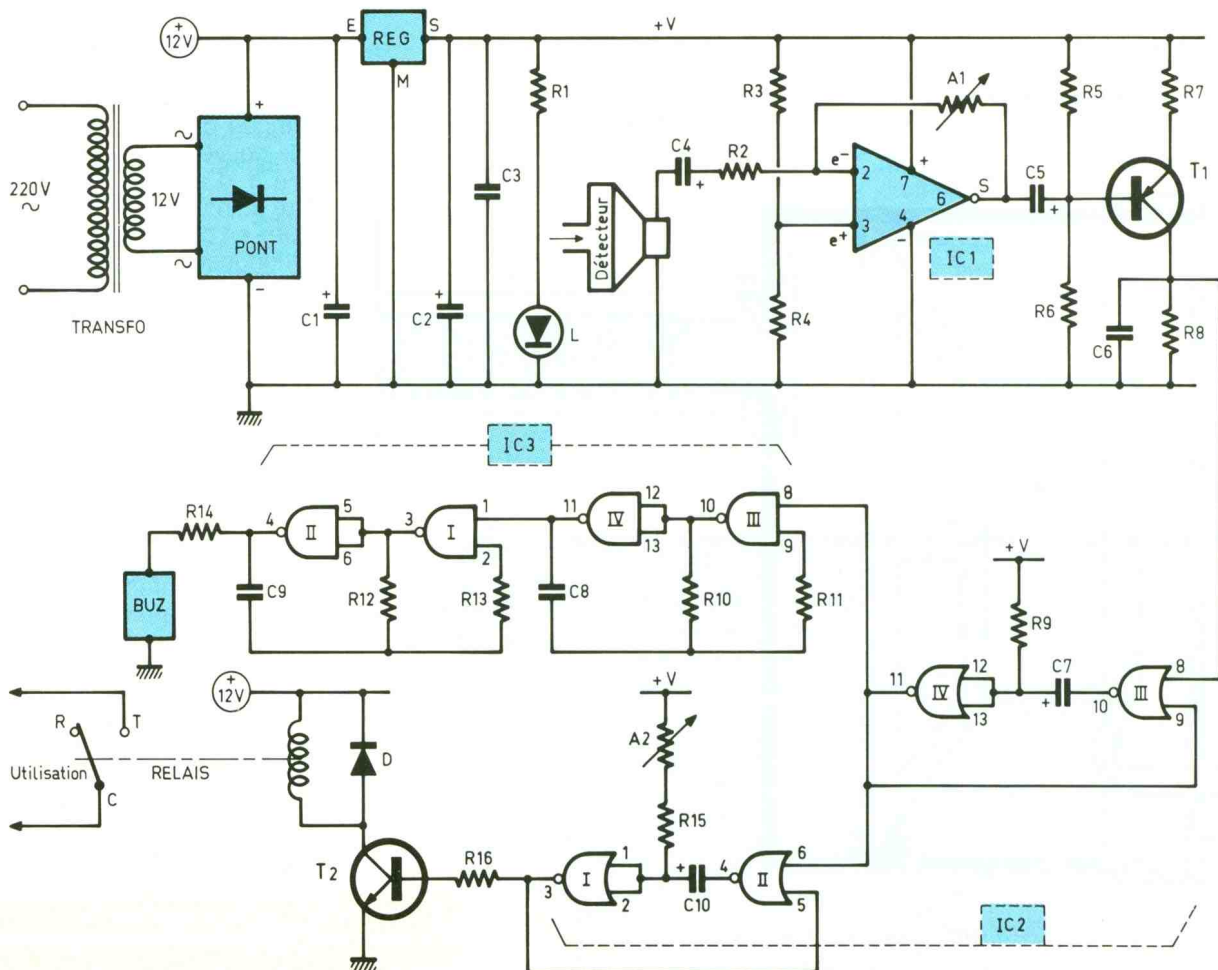 + 12V
E REG S
M
+V
220V ~
~ 12V ~
+ PONT -
TRANSFO
C1 +
C2 +
C3
R1
L
Détecteur
C4 +
R2
R3
R4
A1
e- 2
e+ 3
7 +
4 -
6 S
IC1
C5 +
R5
R6
T1
R7
R8
C6
IC3
R14
BUZ
C9
4 II 5 6
R12
3 I 1 2
R13
C8
11 IV 12 13
R10
10 III 8 9
R11
+V
R9
11 IV 12 13
C7 +
10 III 8 9
+ 12V
R T
Utilisation
C
RELAIS
D
T2
R16
+V
A2
R15
3 I 1 2
+ C10
4 II 6 5
IC2